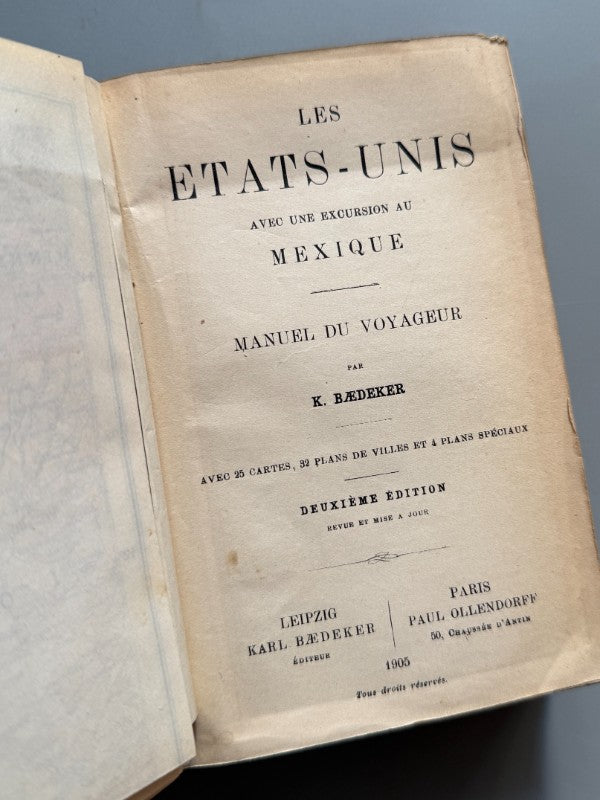 LES
ETATS-UNIS
AVEC UNE EXCURSION AU
MEXIQUE
MANUEL DU VOYAGEUR
PAR
K. BÆDEKER
AVEC 25 CARTES, 32 PLANS DE VILLES ET 4 PLANS SPÉCIAUX
DEUXIÈME ÉDITION
REVUE ET MISE A JOUR
LEIPZIG
KARL BÆDEKER
ÉDITEUR
PARIS
PAUL OLLENDORFF
50, CHAUSSÉE D'ANTIN
1905
Tous droits réservés.